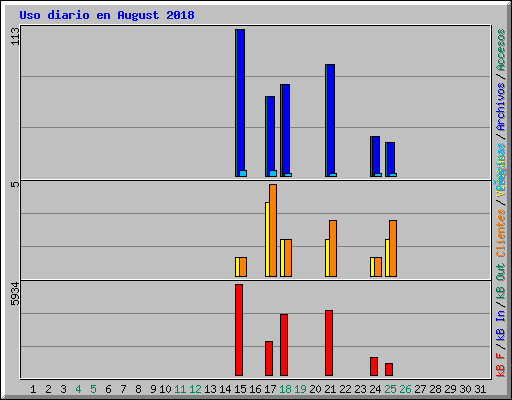 Uso diario en August 2018
113
5
5934
kB F / kB In / kB Out Clientes / / Archivos / Accesos
1 2 3 4 5 6 7 8 9 10 11 12 13 14 15 16 17 18 19 20 21 22 23 24 25 26 27 28 29 30 31